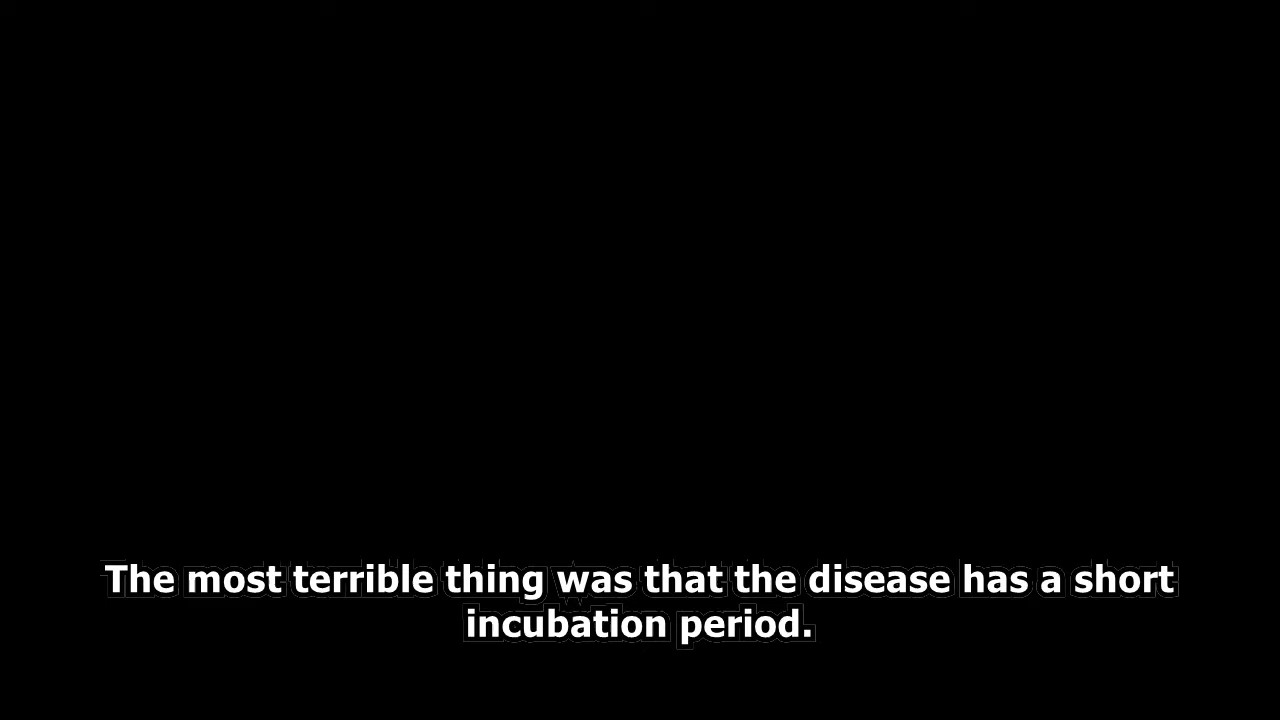 The most terrible thing was that the disease has a short
incubation period.